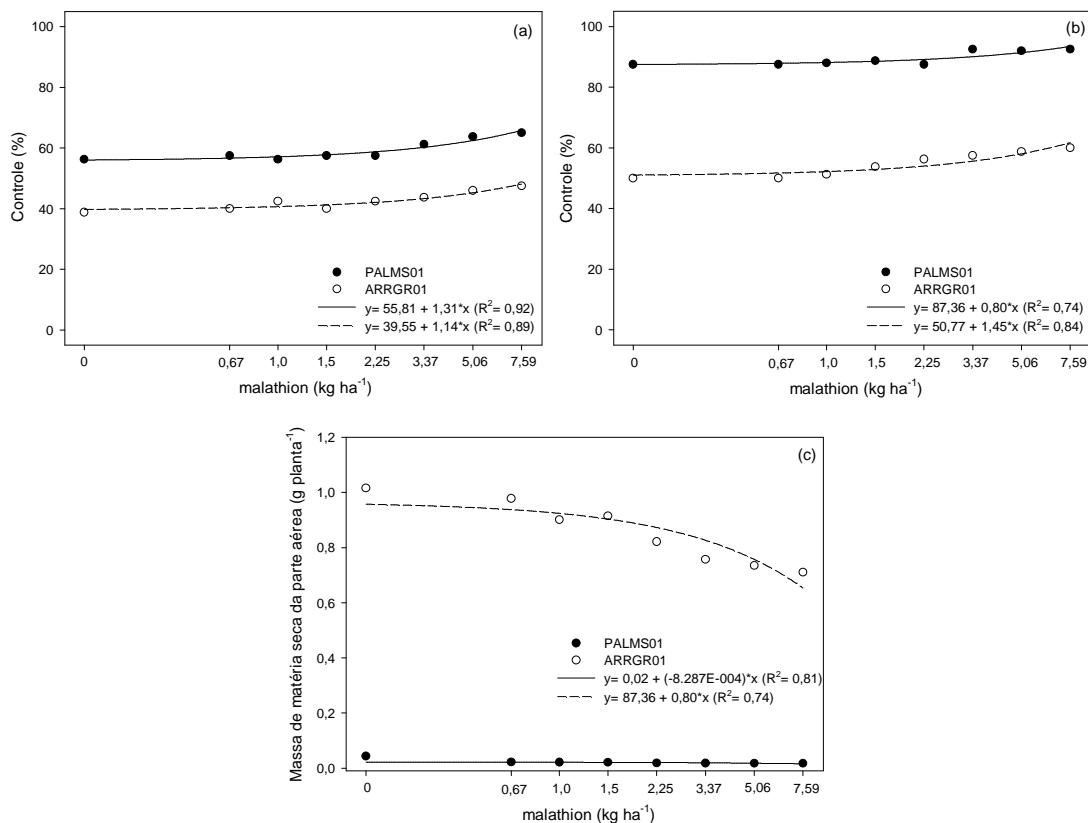 (a)
Controle (%)
100
80
60
40
20
0
PALMS01
ARRGR01
y= 55,81 + 1,31*x (R² = 0,92)
y= 39,55 + 1,14*x (R² = 0,89)
0 0,67 1,0 1,5 2,25 3,37 5,06 7,59
malathion (kg ha⁻¹)
(b)
Controle (%)
100
80
60
40
20
0
PALMS01
ARRGR01
y= 87,36 + 0,80*x (R² = 0,74)
y= 50,77 + 1,45*x (R² = 0,84)
0 0,67 1,0 1,5 2,25 3,37 5,06 7,59
malathion (kg ha⁻¹)
(c)
Massa de matéria seca da parte aérea (g planta⁻¹)
1,2
1,0
0,8
0,6
0,4
0,2
0,0
PALMS01
ARRGR01
y= 0,02 + (-8.287E-004)*x (R²= 0,81)
y= 87,36 + 0,80*x (R²= 0,74)
0 0,67 1,0 1,5 2,25 3,37 5,06 7,59
malathion (kg ha⁻¹)